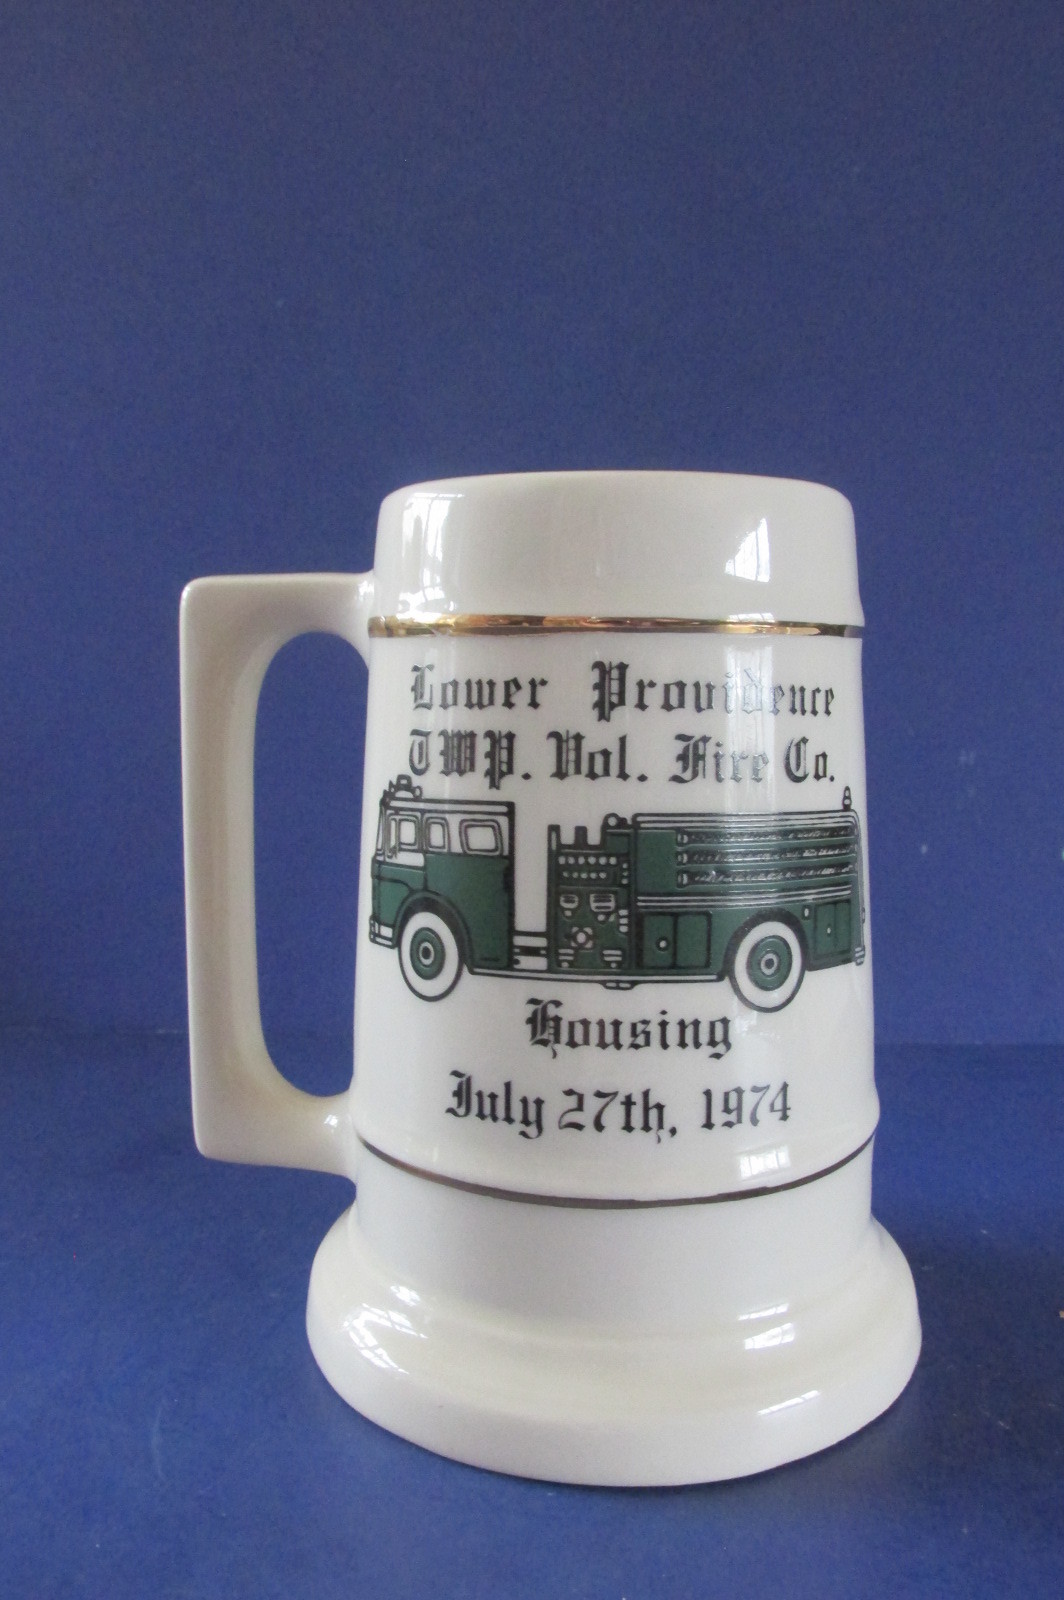 Lower Providence
TWP. Vol. Fire Co.
Housing
July 27th, 1974